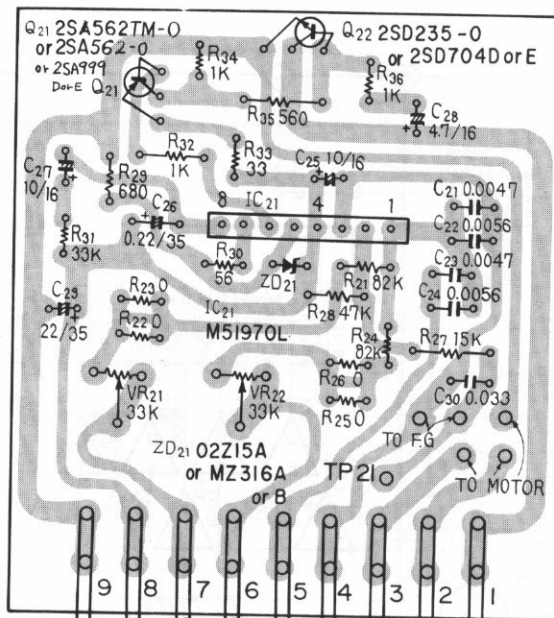 Q21 2SA562TM-O
or 2SA562-O
or 2SA999
D or E Q21
Q22 2SD235-O
or 2SD704D or E
R34
1K
R36
1K
R35 560
C28
4.7/16
R32
1K
R33
33
C25 10/16
C27
10/16
R29
680
C26
0.22/35
8 IC21 4 1
C21 0.0047
C22 0.0056
C23 0.0047
C24 0.0056
R31
33K
R30
56
ZD21
R21 82K
R28 47K
C29
22/35
R23 0
R22 0
IC21
M51970L
R24
82K
R27 15K
R26 0
R25 0
C30 0.033
VR21
33K
VR22
33K
TO F.G
TO MOTOR
ZD21 02Z15A
or MZ316A
or B
TP21
9 8 7 6 5 4 3 2 1